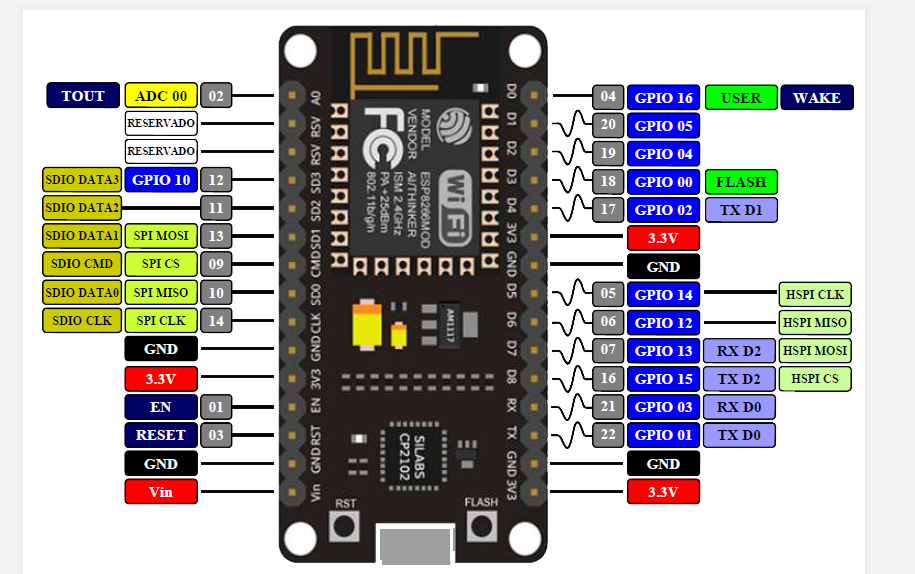 TOUT ADC 00 02 A0
RESERVADO RSV
RESERVADO RSV
SDIO DATA3 GPIO 10 12 SD3
SDIO DATA2 11 SD2
SDIO DATA1 SPI MOSI 13 SD1
SDIO CMD SPI CS 09 CMD
SDIO DATA0 SPI MISO 10 SD0
SDIO CLK SPI CLK 14 CLK
GND GND
3.3V 3V3
EN 01 EN
RESET 03 RST
GND GND
Vin Vin
FC
MODEL ESP8266MOD
VENDOR AI/THINKER
ISM 2.4GHz
PA +25dBm
802.11b/g/n
Wi Fi
AM1117
SILABS
CP2102
RST
FLASH
D0 04 GPIO 16 USER WAKE
D1 20 GPIO 05
D2 19 GPIO 04
D3 18 GPIO 00 FLASH
D4 17 GPIO 02 TX D1
3V3 3.3V
GND GND
D5 05 GPIO 14 HSPI CLK
D6 06 GPIO 12 HSPI MISO
D7 07 GPIO 13 RX D2 HSPI MOSI
D8 16 GPIO 15 TX D2 HSPI CS
RX 21 GPIO 03 RX D0
TX 22 GPIO 01 TX D0
GND GND
3V3 3.3V